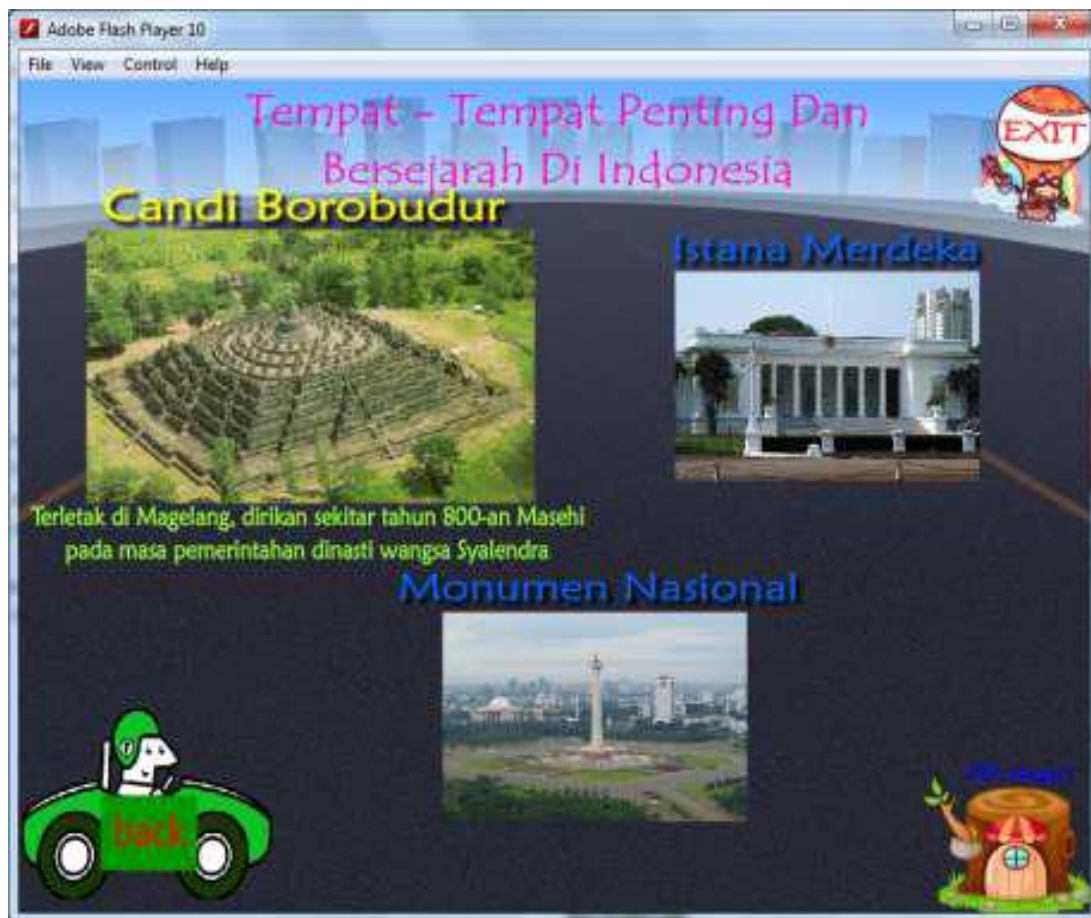 Adobe Flash Player 10
File View Control Help
Tempat - Tempat Penting Dan
Bersejarah Di Indonesia
EXIT
Candi Borobudur
Istana Merdeka
Terletak di Magelang, dirikan sekitar tahun 800-an Masehi
pada masa pemerintahan dinasti wangsa Syalendra
Monumen Nasional
back